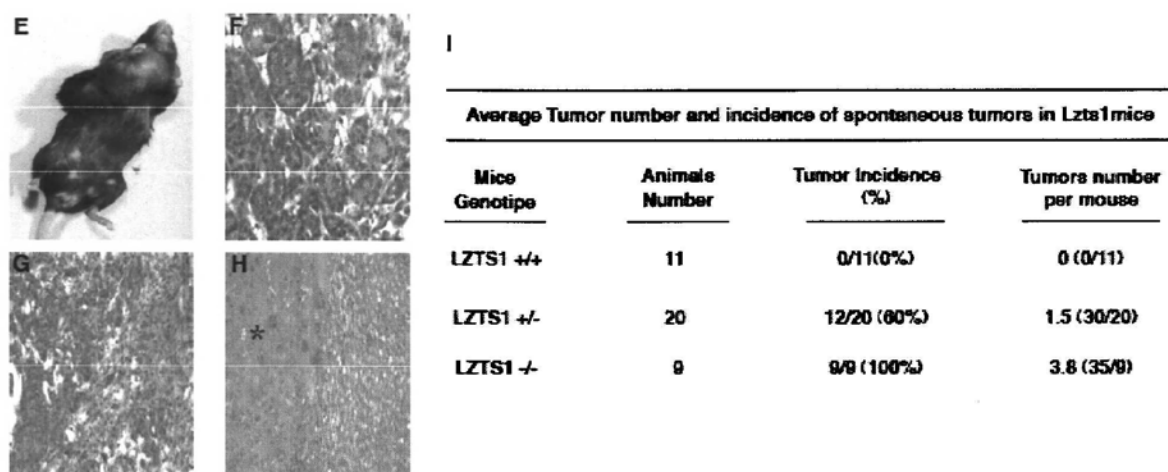 E
F
G
H
*
I
Average Tumor number and incidence of spontaneous tumors in Lzts1mice
Mice Genotipe Animals Number Tumor Incidence (%) Tumors number per mouse
LZTS1 +/+ 11 0/11(0%) 0 (0/11)
LZTS1 +/- 20 12/20 (60%) 1.5 (30/20)
LZTS1 -/- 9 9/9 (100%) 3.8 (35/9)